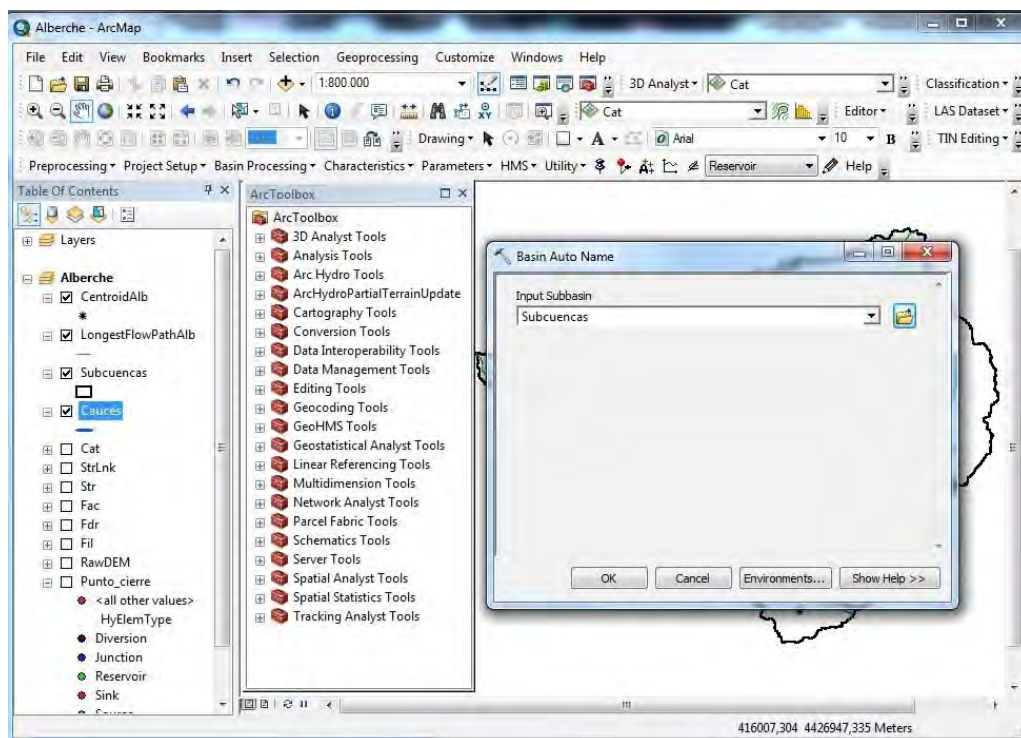 Alberche - ArcMap
File Edit View Bookmarks Insert Selection Geoprocessing Customize Windows Help
1:800.000 3D Analyst Cat Classification
Cat Editor LAS Dataset
Drawing A Arial 10 B TIN Editing
Preprocessing Project Setup Basin Processing Characteristics Parameters HMS Utility Reservoir Help
Table Of Contents
Layers
Alberche
CentroidAlb
LongestFlowPathAlb
Subcuencas
Cauces
Cat
StrLnk
Str
Fac
Fdr
Fil
RawDEM
Punto_cierre
<all other values>
HyElemType
Diversion
Junction
Reservoir
Sink
ArcToolbox
ArcToolbox
3D Analyst Tools
Analysis Tools
Arc Hydro Tools
ArcHydroPartialTerrainUpdate
Cartography Tools
Conversion Tools
Data Interoperability Tools
Data Management Tools
Editing Tools
Geocoding Tools
GeoHMS Tools
Geostatistical Analyst Tools
Linear Referencing Tools
Multidimension Tools
Network Analyst Tools
Parcel Fabric Tools
Schematics Tools
Server Tools
Spatial Analyst Tools
Spatial Statistics Tools
Tracking Analyst Tools
Basin Auto Name
Input Subbasin
Subcuencas
OK Cancel Environments... Show Help >>
416007,304 4426947,335 Meters